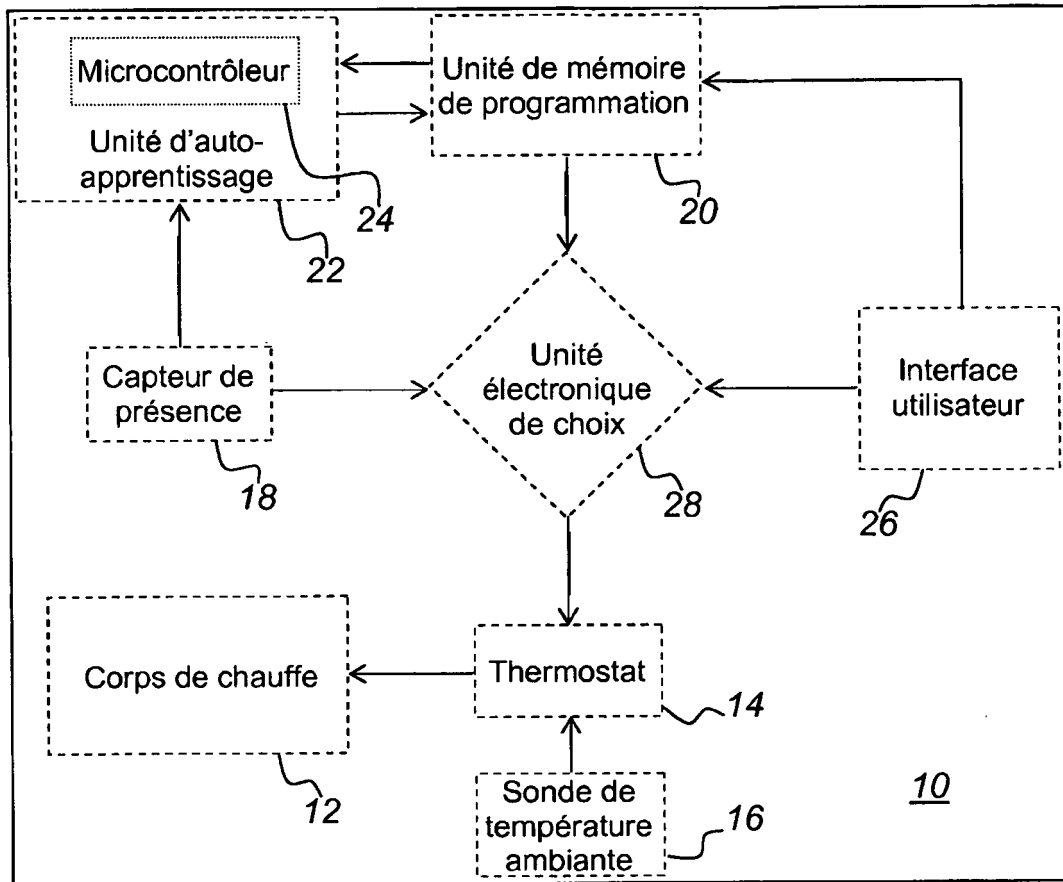 Microcontrôleur
Unité d'auto-
apprentissage
24
22
Unité de mémoire
de programmation
20
Capteur de
présence
18
Unité
électronique
de choix
28
Interface
utilisateur
26
Corps de chauffe
12
Thermostat
14
Sonde de
température
ambiante
16
10